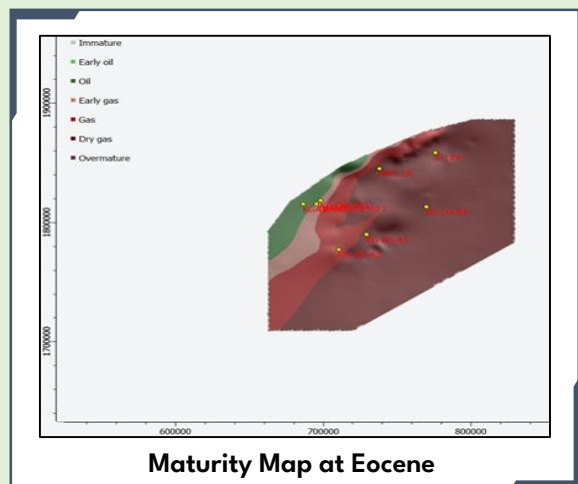 Immature
Early oil
Oil
Early gas
Gas
Dry gas
Overmature
1900000
1800000
1700000
600000
700000
800000
Maturity Map at Eocene